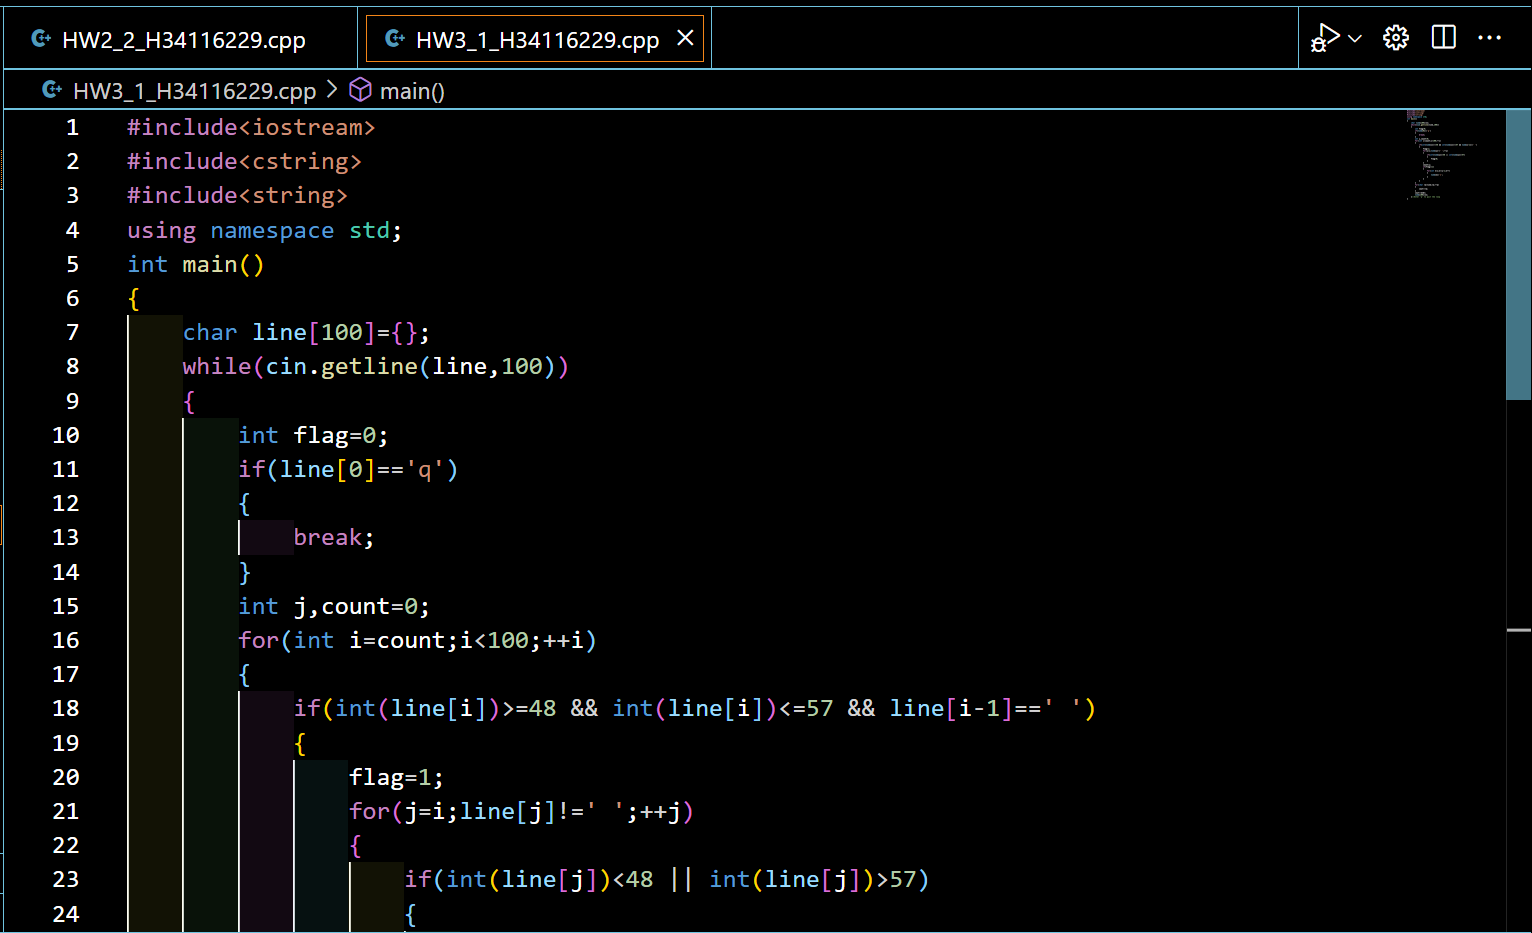 HW2_2_H34116229.cpp HW3_1_H34116229.cpp
HW3_1_H34116229.cpp > main()
1 #include<iostream>
2 #include<cstring>
3 #include<string>
4 using namespace std;
5 int main()
6 {
7 char line[100]={};
8 while(cin.getline(line,100))
9 {
10 int flag=0;
11 if(line[0]=='q')
12 {
13 break;
14 }
15 int j,count=0;
16 for(int i=count;i<100;++i)
17 {
18 if(int(line[i])>=48 && int(line[i])<=57 && line[i-1]==' ')
19 {
20 flag=1;
21 for(j=i;line[j]!=' ';++j)
22 {
23 if(int(line[j])<48 || int(line[j])>57)
24 {